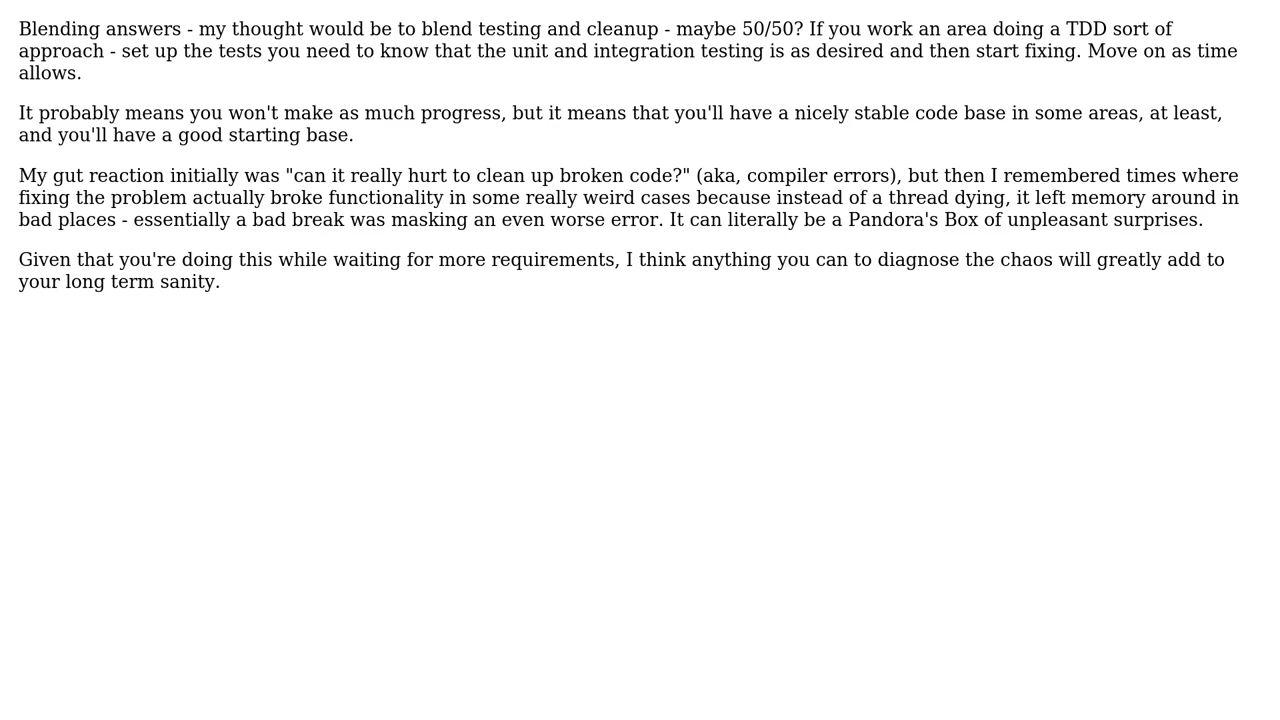 Blending answers - my thought would be to blend testing and cleanup - maybe 50/50? If you work an area doing a TDD sort of
approach - set up the tests you need to know that the unit and integration testing is as desired and then start fixing. Move on as time
allows.
It probably means you won't make as much progress, but it means that you'll have a nicely stable code base in some areas, at least,
and you'll have a good starting base.
My gut reaction initially was "can it really hurt to clean up broken code?" (aka, compiler errors), but then I remembered times where
fixing the problem actually broke functionality in some really weird cases because instead of a thread dying, it left memory around in
bad places - essentially a bad break was masking an even worse error. It can literally be a Pandora's Box of unpleasant surprises.
Given that you're doing this while waiting for more requirements, I think anything you can to diagnose the chaos will greatly add to
your long term sanity.